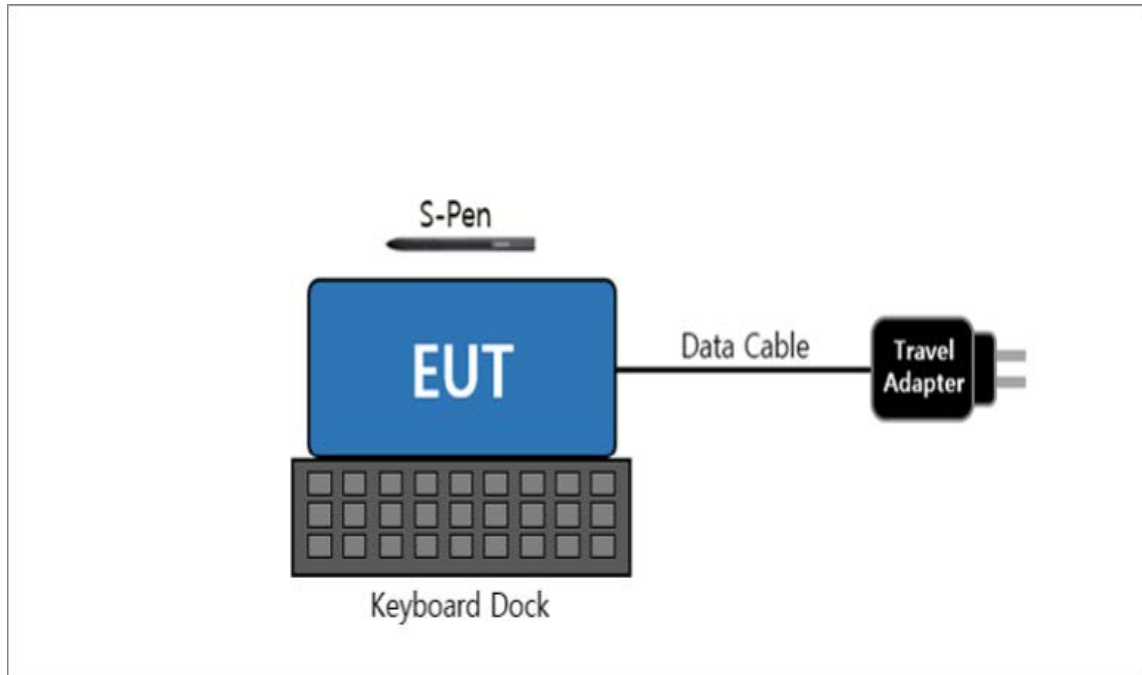 S-Pen
EUT
Data Cable
Travel
Adapter
Keyboard Dock